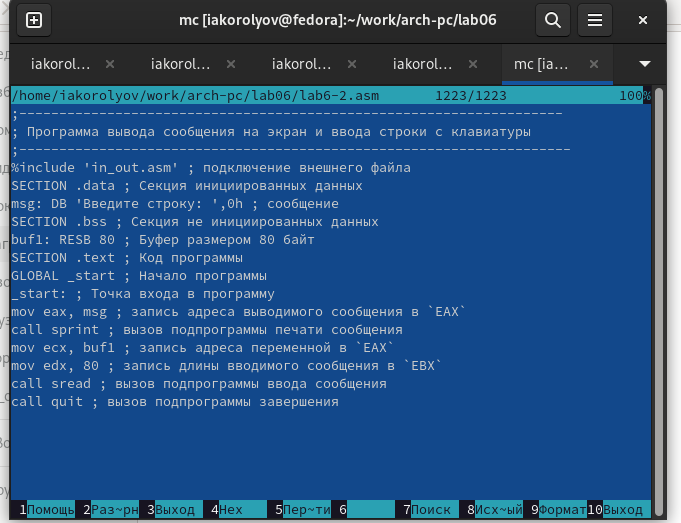 mc [iakorolyov@fedora]:~/work/arch-pc/lab06
iakorol... iakorol... iakorol... iakorol... mc [ia...
/home/iakorolyov/work/arch-pc/lab06/lab6-2.asm 1223/1223 100%
;--------------------------------------------------------------------
; Программа вывода сообщения на экран и ввода строки с клавиатуры
;---------------------------------------------------------------------
%include 'in_out.asm' ; подключение внешнего файла
SECTION .data ; Секция инициированных данных
msg: DB 'Введите строку: ',0h ; сообщение
SECTION .bss ; Секция не инициированных данных
buf1: RESB 80 ; Буфер размером 80 байт
SECTION .text ; Код программы
GLOBAL _start ; Начало программы
_start: ; Точка входа в программу
mov eax, msg ; запись адреса выводимого сообщения в `EAX`
call sprint ; вызов подпрограммы печати сообщения
mov ecx, buf1 ; запись адреса переменной в `EAX`
mov edx, 80 ; запись длины вводимого сообщения в `EBX`
call sread ; вызов подпрограммы ввода сообщения
call quit ; вызов подпрограммы завершения
1Помощь 2Раз~рн 3Выход 4Hex 5Пер~ти 6 7Поиск 8Исх~ый 9Формат 10Выход